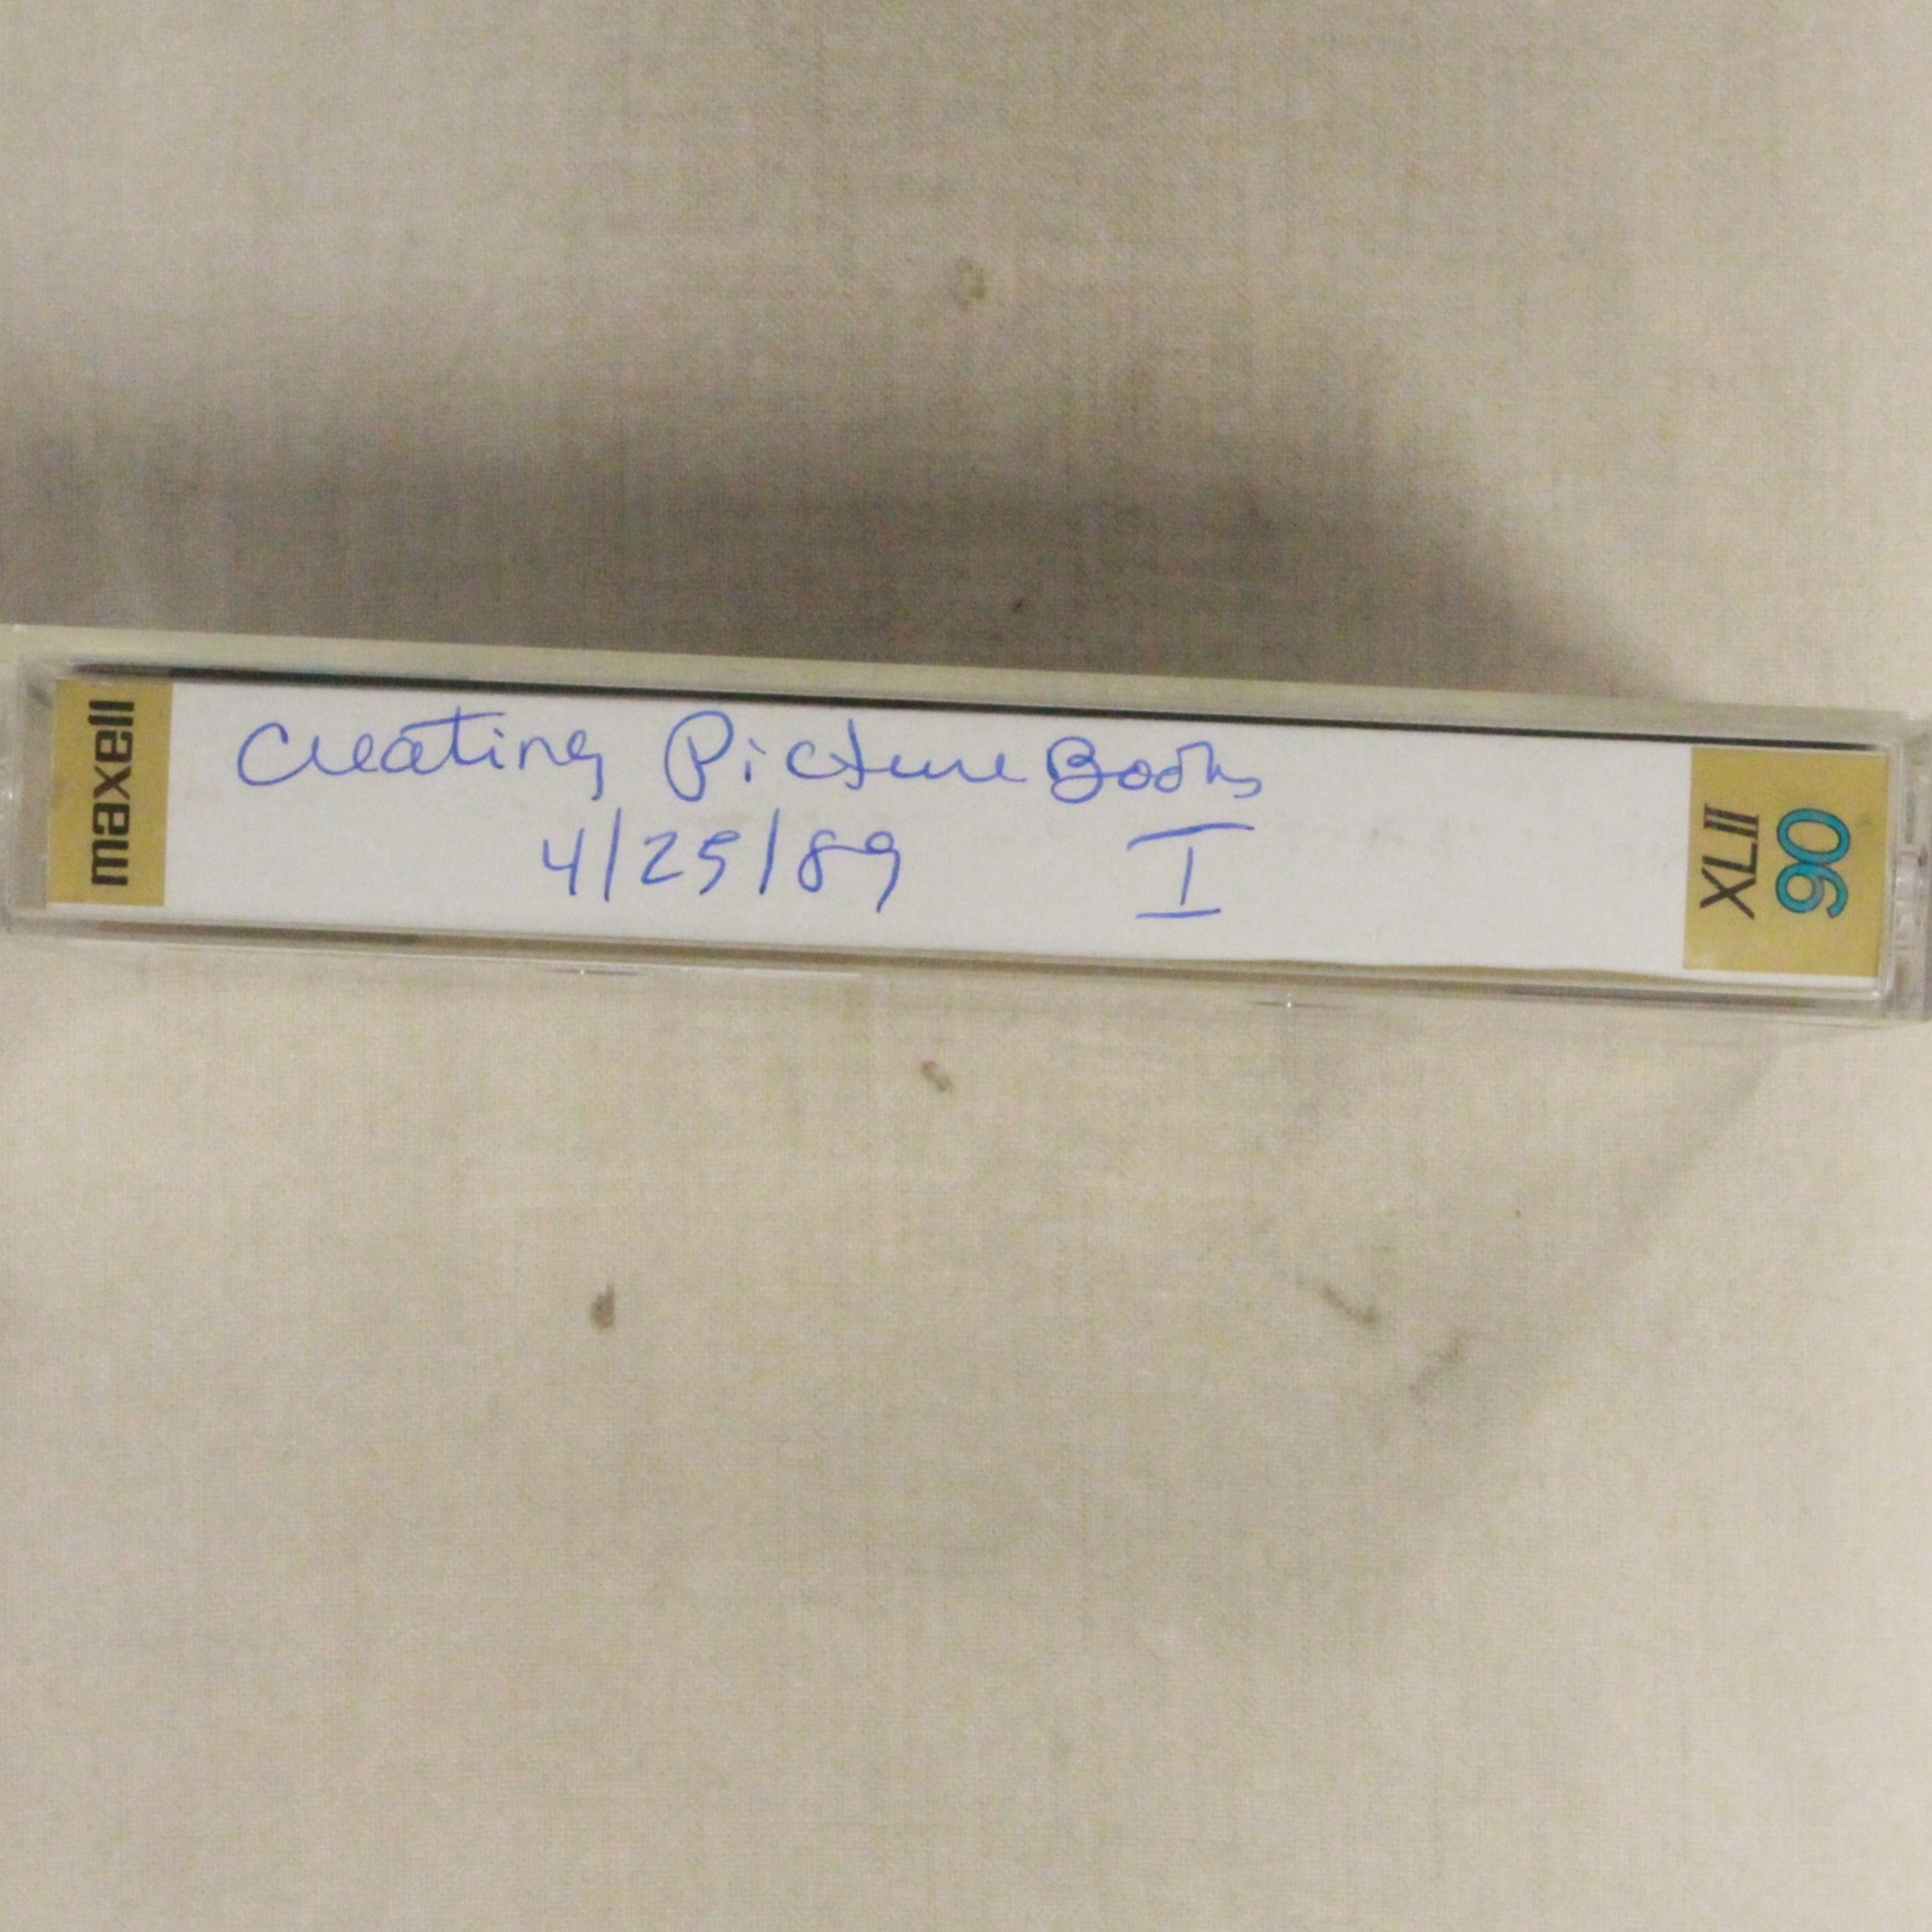 maxell
Creating Picture Books
4/25/89 I
XLII
90